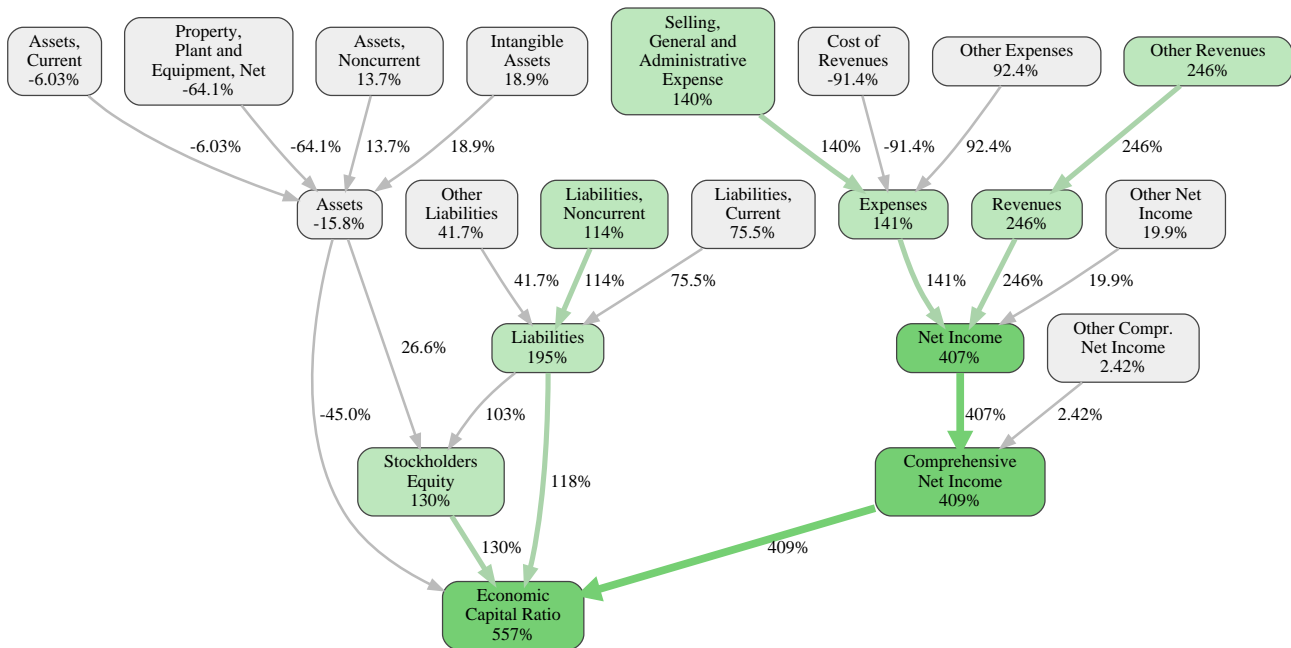 Assets,
Current
-6.03%
Property,
Plant and
Equipment, Net
-64.1%
Assets,
Noncurrent
13.7%
Intangible
Assets
18.9%
Selling,
General and
Administrative
Expense
140%
Cost of
Revenues
-91.4%
Other Expenses
92.4%
Other Revenues
246%
-6.03%
-64.1%
13.7%
18.9%
140%
-91.4%
92.4%
246%
Assets
-15.8%
Other
Liabilities
41.7%
Liabilities,
Noncurrent
114%
Liabilities,
Current
75.5%
Expenses
141%
Revenues
246%
Other Net
Income
19.9%
41.7%
114%
75.5%
141%
246%
19.9%
26.6%
Liabilities
195%
Net Income
407%
Other Compr.
Net Income
2.42%
-45.0%
103%
407%
2.42%
Stockholders
Equity
130%
118%
Comprehensive
Net Income
409%
130%
409%
Economic
Capital Ratio
557%